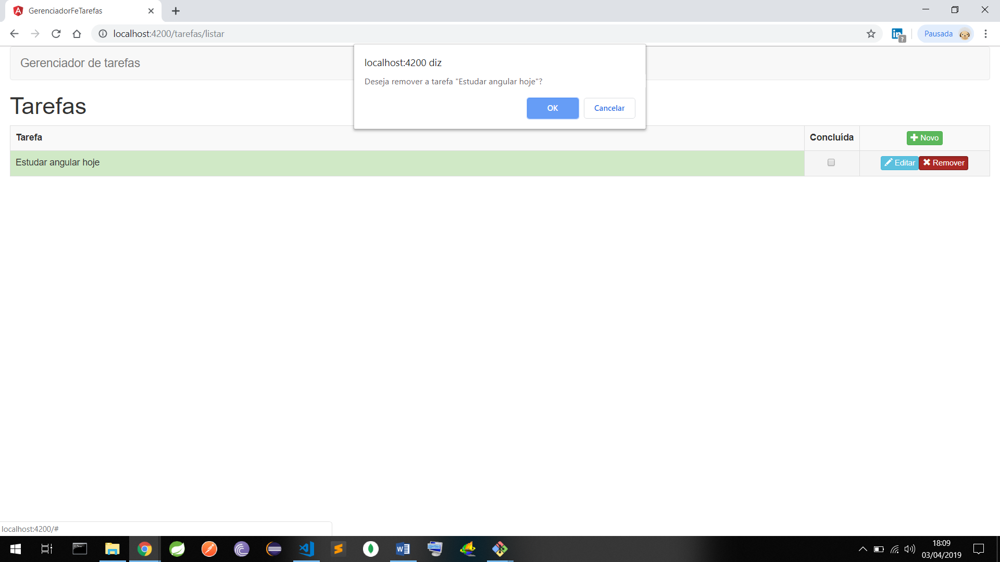 GerenciadorFeTarefas
localhost:4200/tarefas/listar
Pausada
Gerenciador de tarefas
localhost:4200 diz
Deseja remover a tarefa "Estudar angular hoje"?
OK Cancelar
Tarefas
Tarefa Concluída Novo
Estudar angular hoje Editar Remover
localhost:4200/#
18:09
03/04/2019